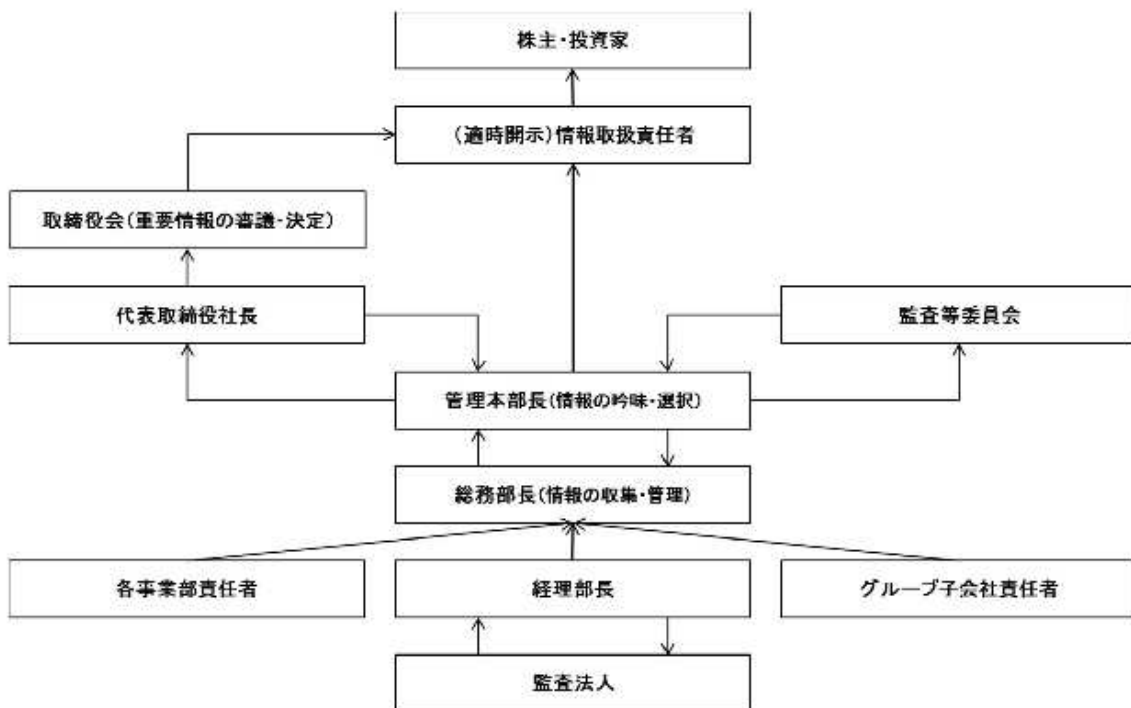 株主・投資家
(適時開示)情報取扱責任者
取締役会(重要情報の審議・決定)
代表取締役社長
監査等委員会
管理本部長(情報の吟味・選択)
総務部長(情報の収集・管理)
各事業部責任者
経理部長
グループ子会社責任者
監査法人